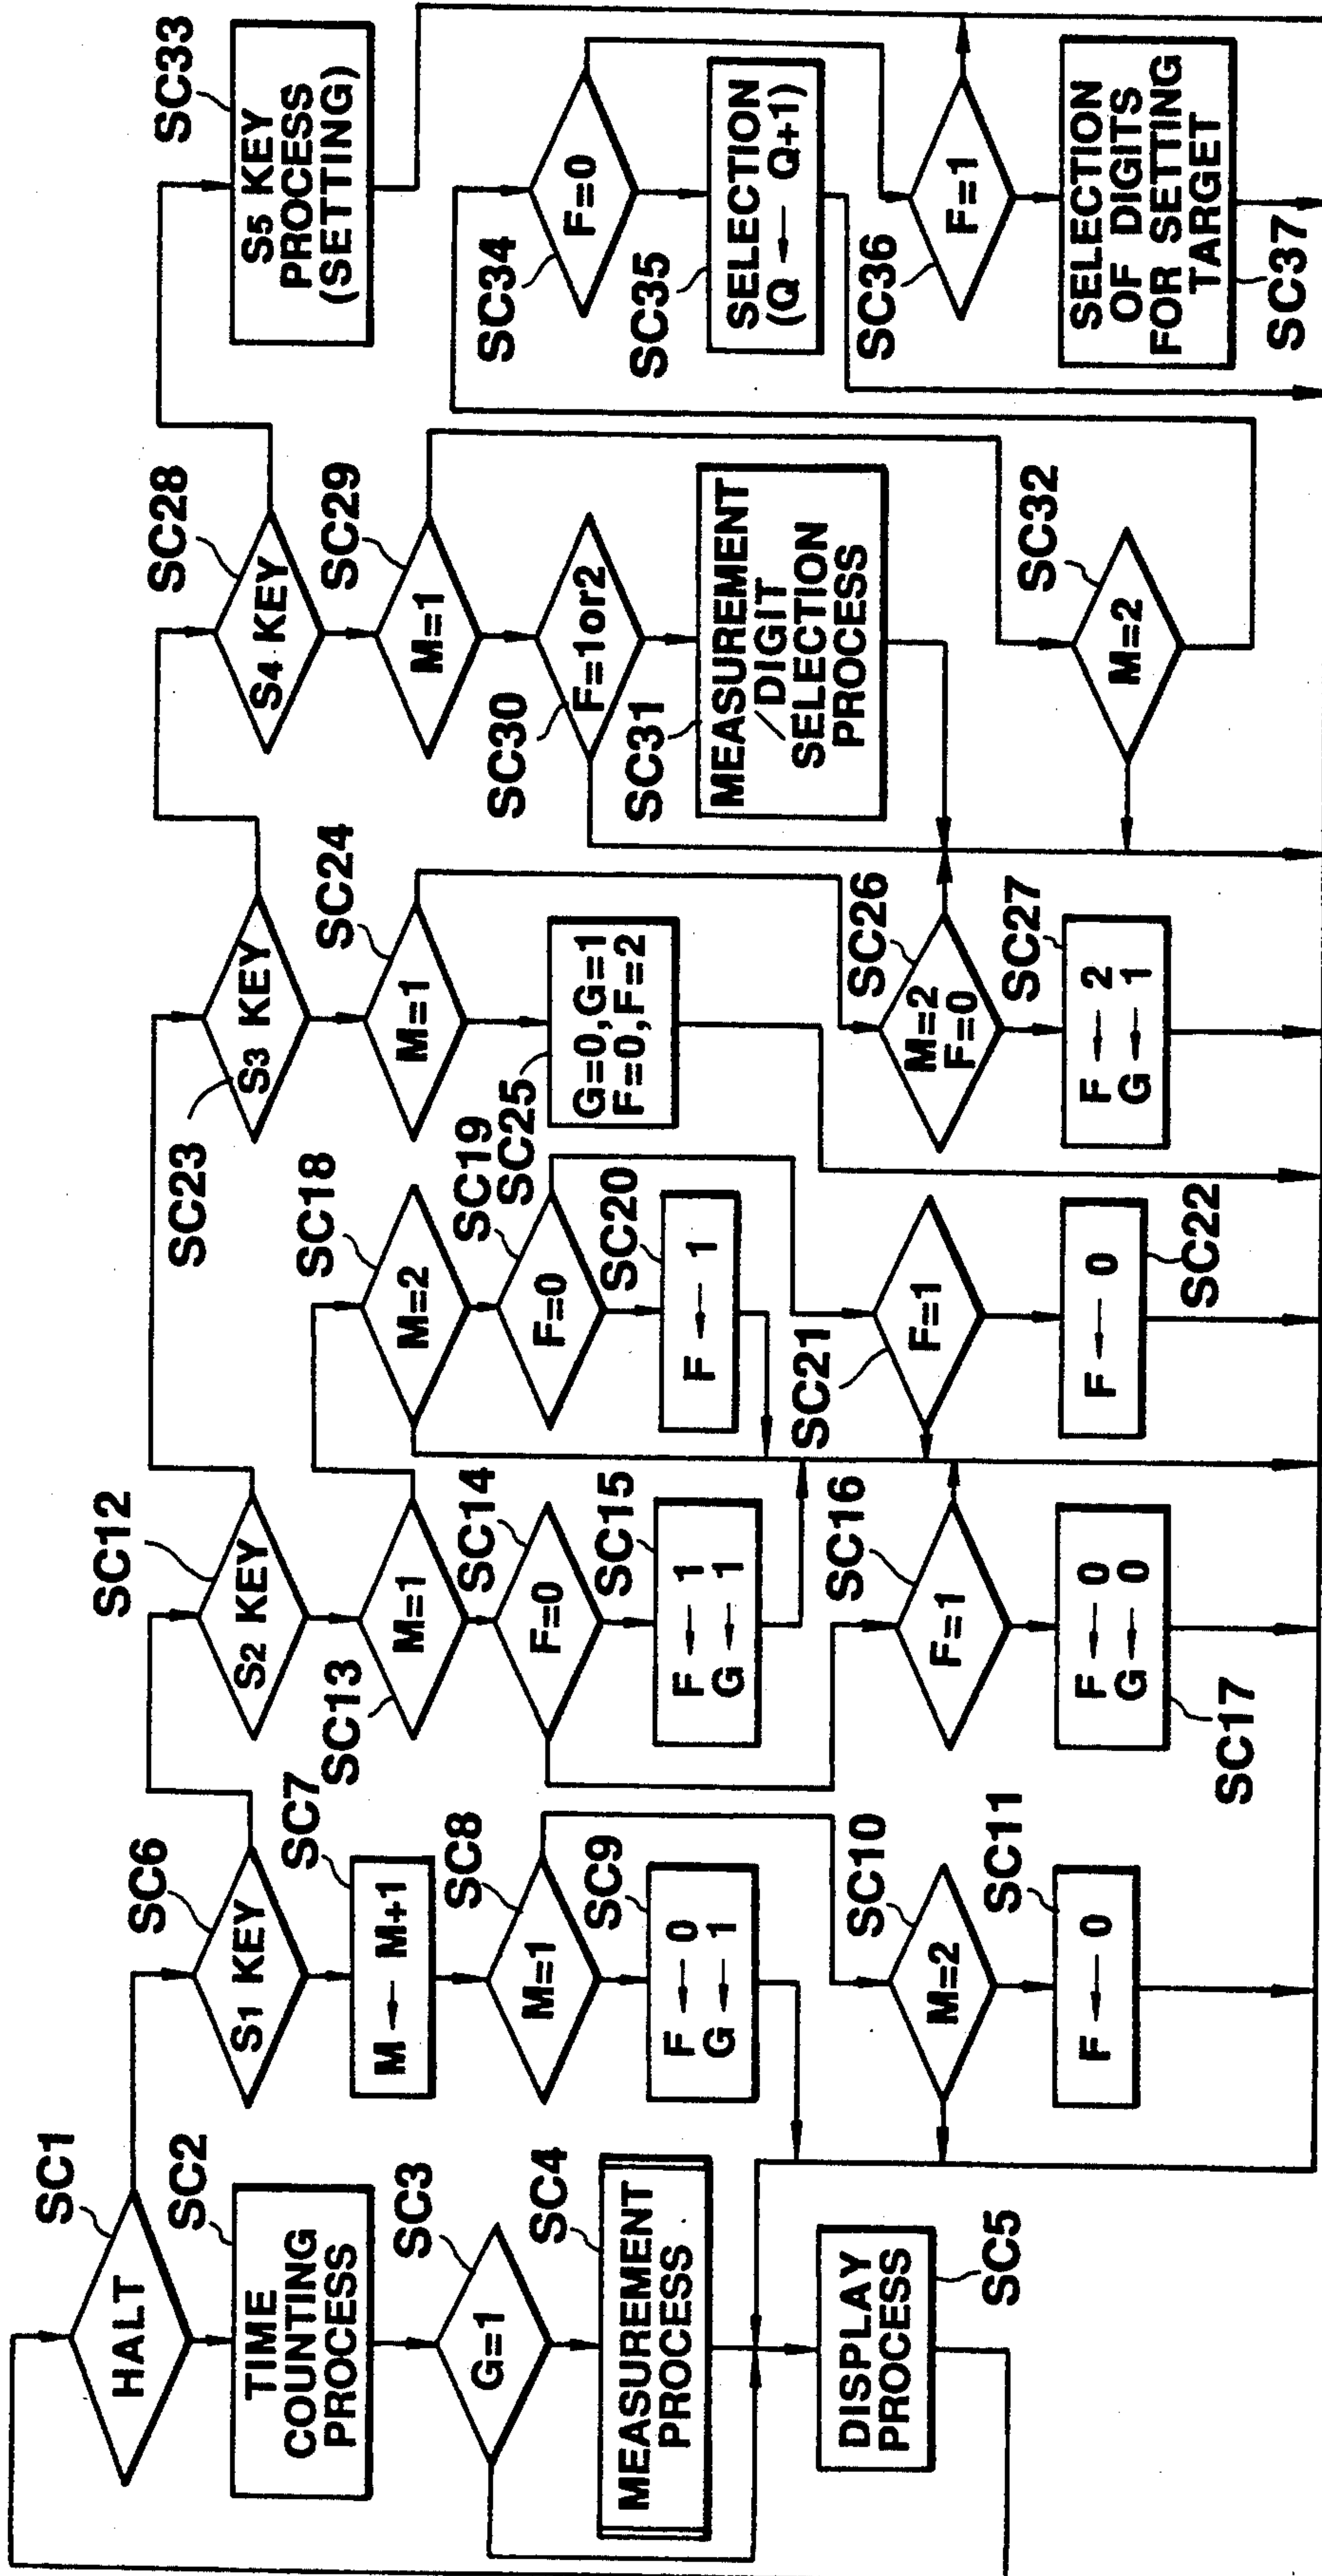 SC1
HALT
SC2
TIME
COUNTING
PROCESS
SC3
G=1
SC4
MEASUREMENT
PROCESS
DISPLAY
PROCESS
SC5
SC6
S1 KEY
SC7
M ← M+1
SC8
M=1
SC9
F ← 0
G ← 1
SC10
M=2
SC11
F ← 0
SC12
S2 KEY
SC13
M=1
SC14
F=0
SC15
F ← 1
G ← 1
SC16
F=1
F ← 0
G ← 0
SC17
SC18
M=2
SC19
F=0
SC20
F ← 1
SC21
F=1
F ← 0
SC22
SC23
S3 KEY
SC24
M=1
SC25
G=0,G=1
F=0,F=2
SC26
M=2
F=0
SC27
F ← 2
G ← 1
SC28
S4 KEY
SC29
M=1
SC30
F=1or2
SC31
MEASUREMENT
/ DIGIT
SELECTION
PROCESS
SC32
M=2
SC33
S5 KEY
PROCESS
(SETTING)
SC34
F=0
SC35
SELECTION
(Q ← Q+1)
SC36
F=1
SELECTION
OF DIGITS
FOR SETTING
TARGET
SC37